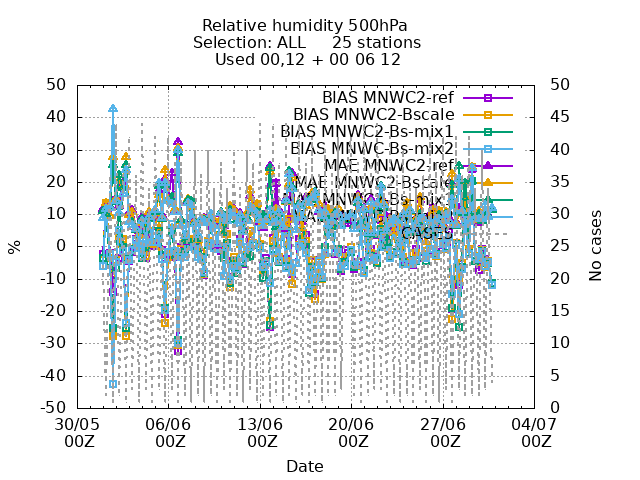 Relative humidity 500hPa
Selection: ALL 25 stations
Used 00,12 + 00 06 12
BIAS MNWC2-ref
BIAS MNWC2-Bscale
BIAS MNWC2-Bs-mix1
BIAS MNWC-Bs-mix2
MAE MNWC2-ref
MAE MNWC2-Bscale
CASES
50
40
30
20
10
0
-10
-20
-30
-40
-50
%
50
45
40
35
30
25
20
15
10
5
0
No cases
30/05 06/06 13/06 20/06 27/06 04/07
00Z 00Z 00Z 00Z 00Z 00Z
Date